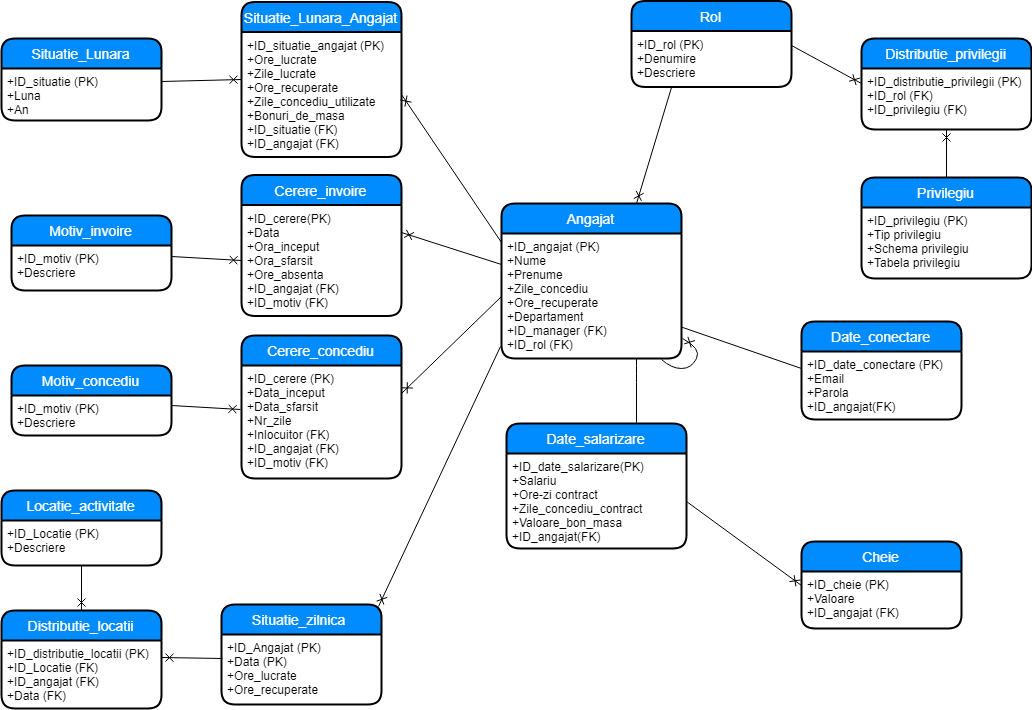 Situatie_Lunara
+ID_situatie (PK)
+Luna
+An
Situatie_Lunara_Angajat
+ID_situatie_angajat (PK)
+Ore_lucrate
+Zile_lucrate
+Ore_recuperate
+Zile_concediu_utilizate
+Bonuri_de_masa
+ID_situatie (FK)
+ID_angajat (FK)
Rol
+ID_rol (PK)
+Denumire
+Descriere
Distributie_privilegii
+ID_distributie_privilegii (PK)
+ID_rol (FK)
+ID_privilegiu (FK)
Motiv_invoire
+ID_motiv (PK)
+Descriere
Cerere_invoire
+ID_cerere(PK)
+Data
+Ora_inceput
+Ora_sfarsit
+Ore_absenta
+ID_angajat (FK)
+ID_motiv (FK)
Angajat
+ID_angajat (PK)
+Nume
+Prenume
+Zile_concediu
+Ore_recuperate
+Departament
+ID_manager (FK)
+ID_rol (FK)
Privilegiu
+ID_privilegiu (PK)
+Tip privilegiu
+Schema privilegiu
+Tabela privilegiu
Motiv_concediu
+ID_motiv (PK)
+Descriere
Cerere_concediu
+ID_cerere (PK)
+Data_inceput
+Data_sfarsit
+Nr_zile
+Inlocuitor (FK)
+ID_angajat (FK)
+ID_motiv (FK)
Date_conectare
+ID_date_conectare (PK)
+Email
+Parola
+ID_angajat(FK)
Date_salarizare
+ID_date_salarizare(PK)
+Salariu
+Ore-zi contract
+Zile_concediu_contract
+Valoare_bon_masa
+ID_angajat(FK)
Locatie_activitate
+ID_Locatie (PK)
+Descriere
Cheie
+ID_cheie (PK)
+Valoare
+ID_angajat (FK)
Distributie_locatii
+ID_distributie_locatii (PK)
+ID_Locatie (FK)
+ID_angajat (FK)
+Data (FK)
Situatie_zilnica
+ID_Angajat (PK)
+Data (PK)
+Ore_lucrate
+Ore_recuperate